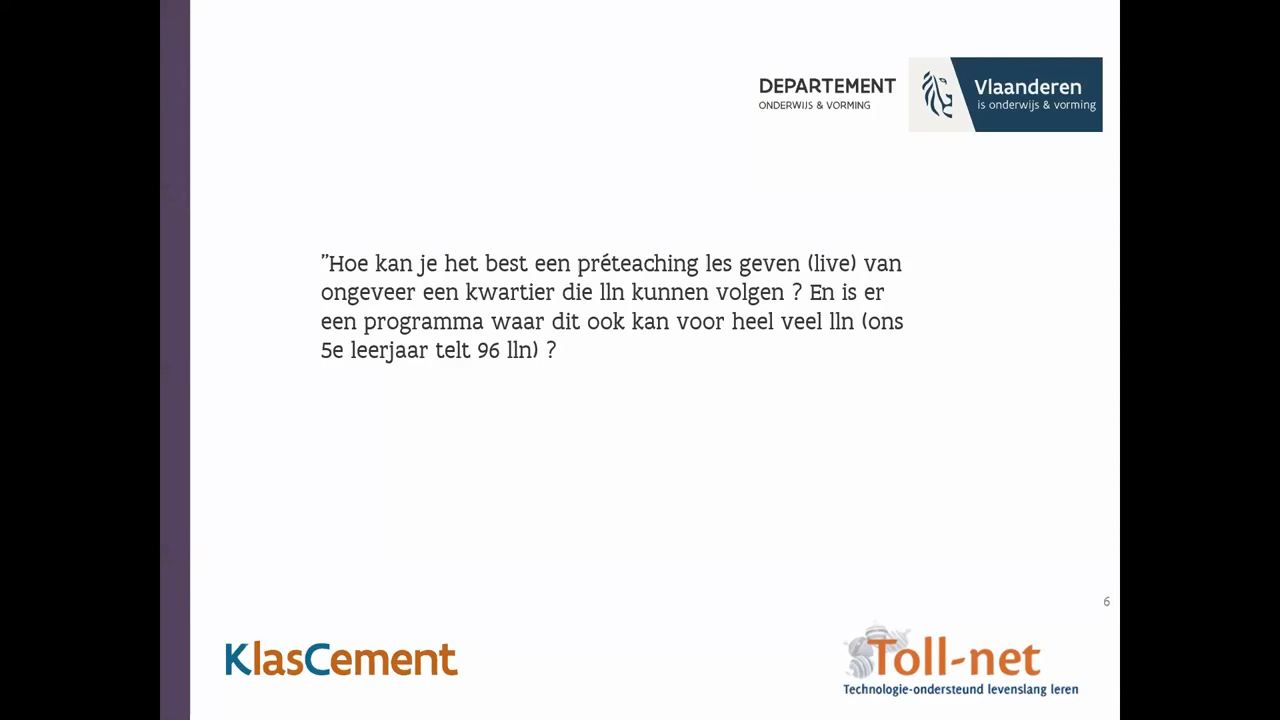 DEPARTEMENT
ONDERWIJS & VORMING
Vlaanderen
is onderwijs & vorming
"Hoe kan je het best een préteaching les geven (live) van
ongeveer een kwartier die lln kunnen volgen ? En is er
een programma waar dit ook kan voor heel veel lln (ons
5e leerjaar telt 96 lln) ?
6
KlasCement
Toll-net
Technologie-ondersteund levenslang leren